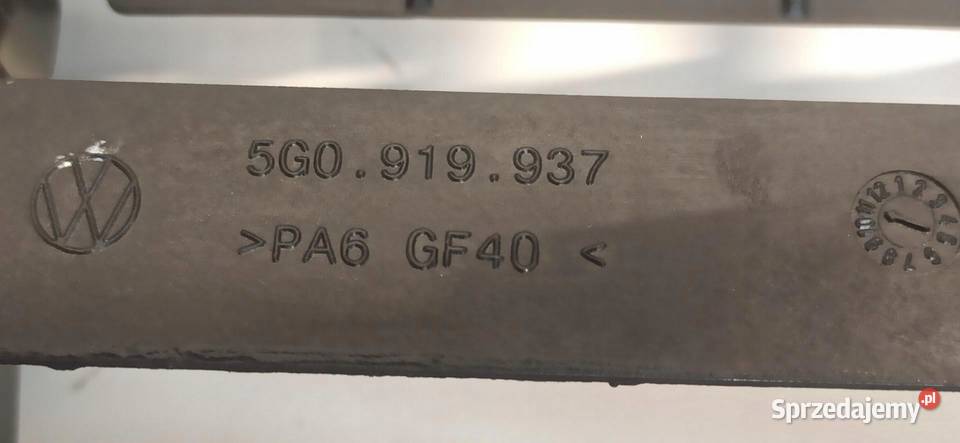 5G0.919.937
>PA6 GF40 <
Sprzedajemy.pl